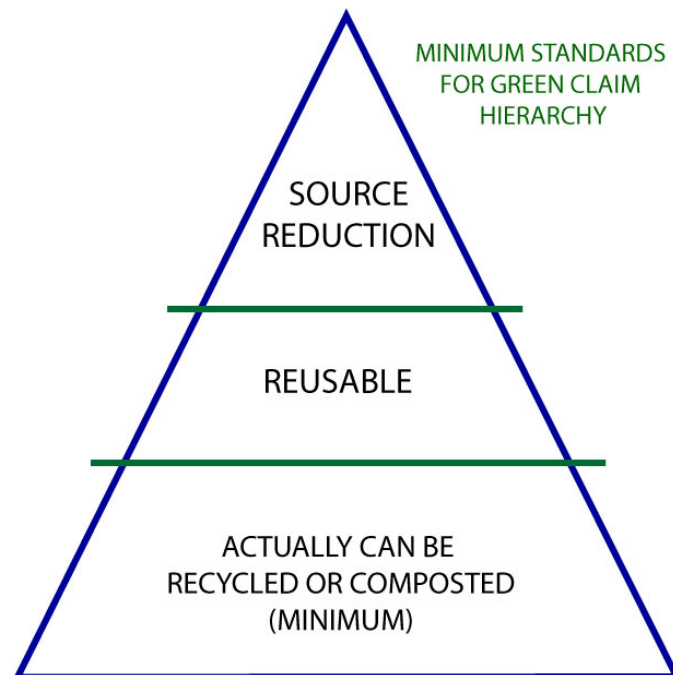 MINIMUM STANDARDS
FOR GREEN CLAIM
HIERARCHY
SOURCE
REDUCTION
REUSABLE
ACTUALLY CAN BE
RECYCLED OR COMPOSTED
(MINIMUM)